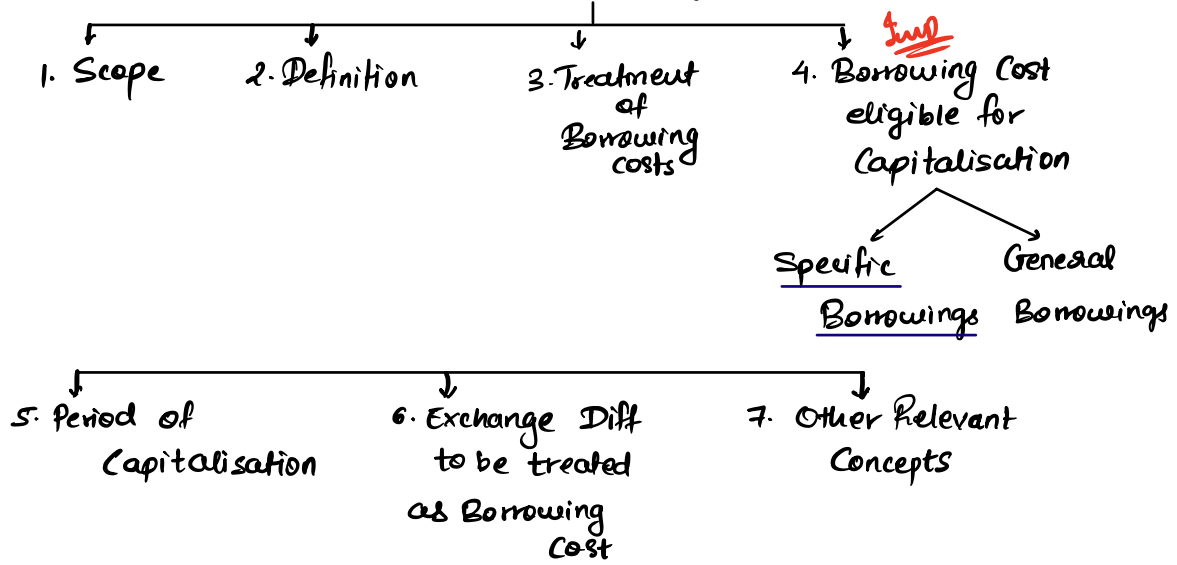 Imp
1. Scope
2. Definition
3. Treatment
of
Borrowing
costs
4. Borrowing Cost
eligible for
Capitalisation
Specific
Borrowings
General
Borrowings
5. Period of
Capitalisation
6. Exchange Diff
to be treated
as Borrowing
Cost
7. Other Relevant
Concepts